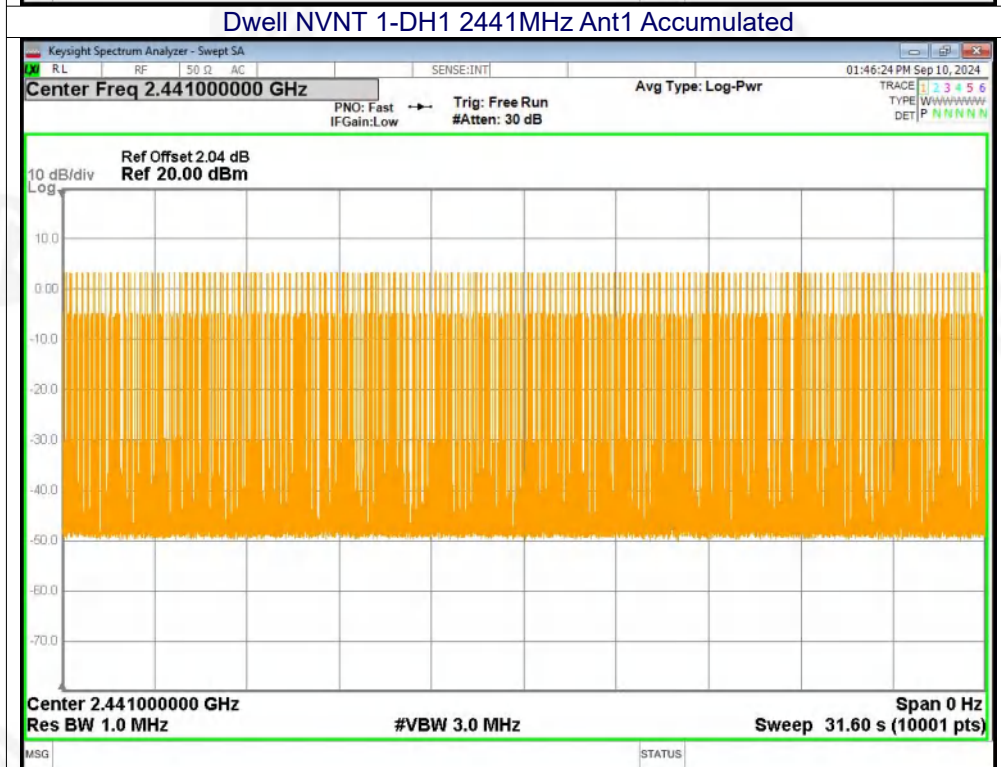 Dwell NVNT 1-DH1 2441MHz Ant1 Accumulated
Keysight Spectrum Analyzer - Swept SA
LXI RL RF 50 Ω AC SENSE:INT 01:46:24 PM Sep 10, 2024
Center Freq 2.441000000 GHz Avg Type: Log-Pwr TRACE 1 2 3 4 5 6
PNO: Fast Trig: Free Run TYPE WWWWWWW
IFGain:Low #Atten: 30 dB DET P N N N N N
Ref Offset 2.04 dB
10 dB/div Ref 20.00 dBm
Log
10.0
0.00
-10.0
-20.0
-30.0
-40.0
-50.0
-60.0
-70.0
Center 2.441000000 GHz Span 0 Hz
Res BW 1.0 MHz #VBW 3.0 MHz Sweep 31.60 s (10001 pts)
MSG STATUS